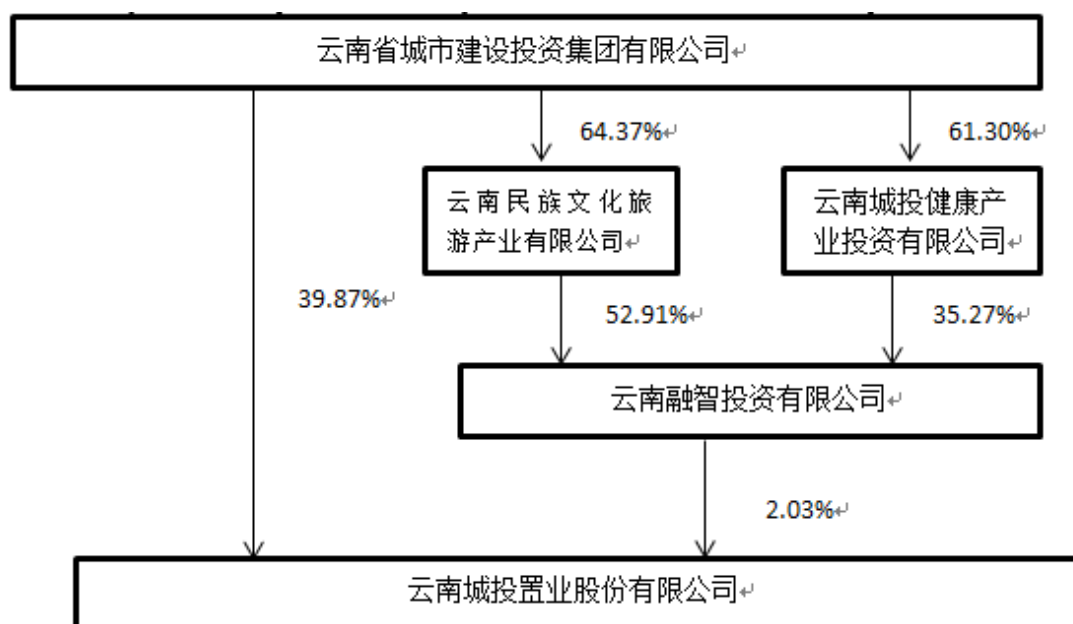 云南省城市建设投资集团有限公司↵
64.37%↵
61.30%↵
云南民族文化旅
游产业有限公司↵
云南城投健康产
业投资有限公司↵
39.87%↵
52.91%↵
35.27%↵
云南融智投资有限公司↵
2.03%↵
云南城投置业股份有限公司↵